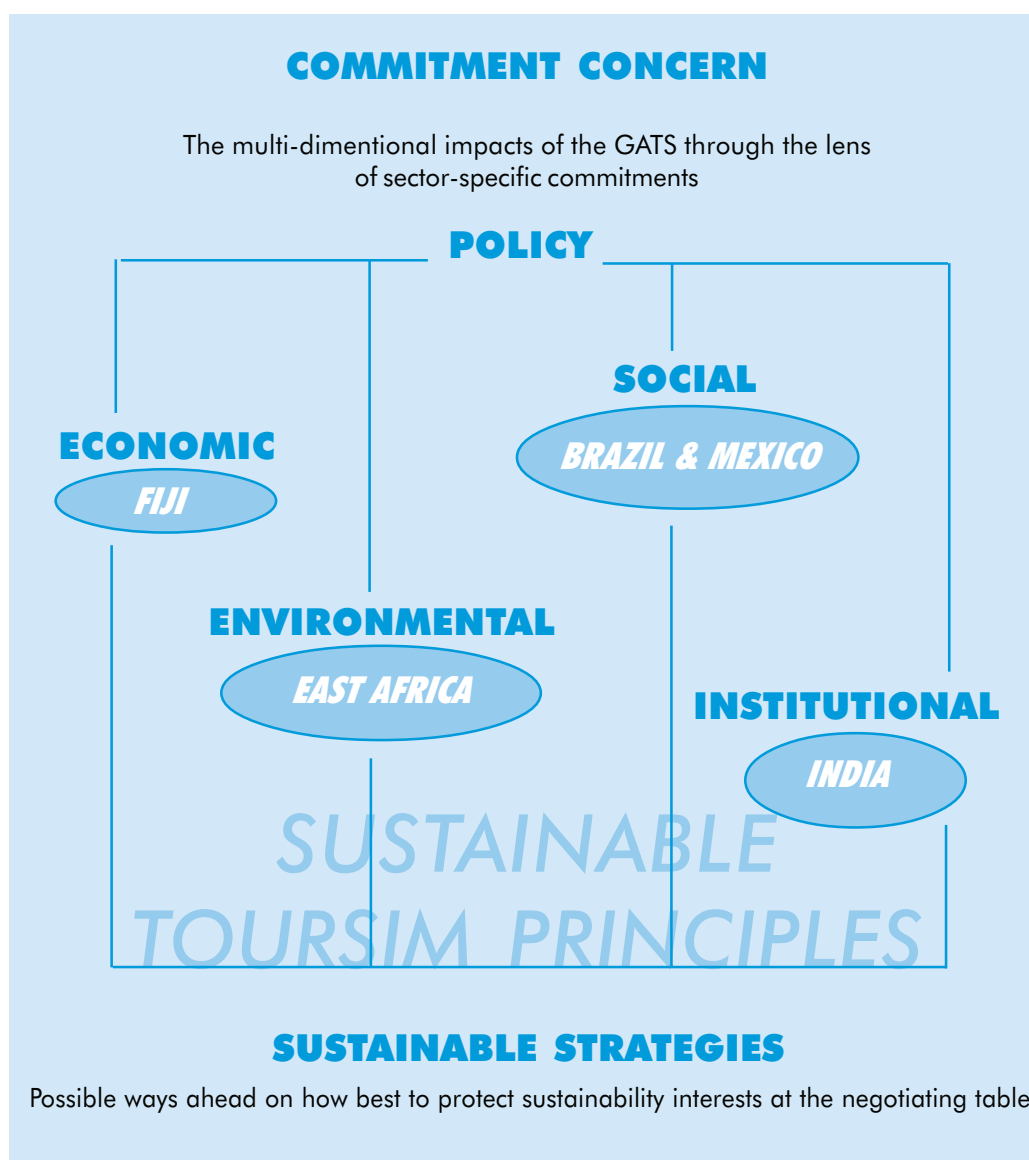 COMMITMENT CONCERN
The multi-dimentional impacts of the GATS through the lens
of sector-specific commitments
POLICY
SOCIAL
BRAZIL & MEXICO
ECONOMIC
FIJI
ENVIRONMENTAL
EAST AFRICA
INSTITUTIONAL
INDIA
SUSTAINABLE
TOURSIM PRINCIPLES
SUSTAINABLE STRATEGIES
Possible ways ahead on how best to protect sustainability interests at the negotiating table